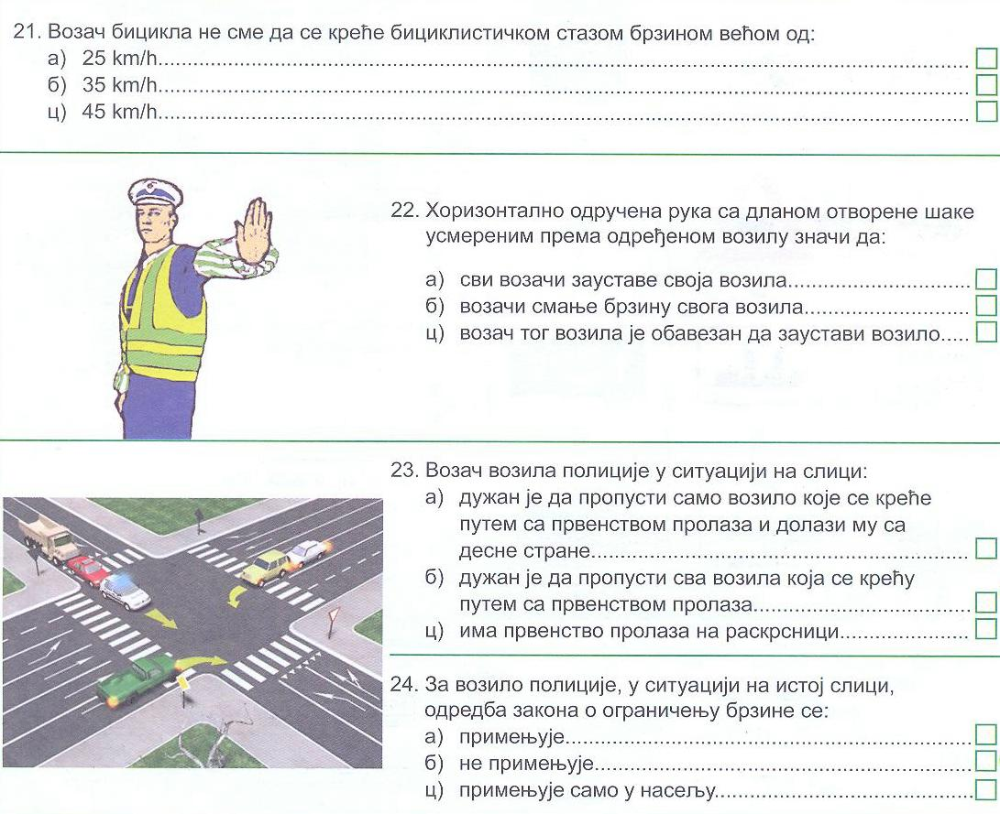 21. Возач бицикла не сме да се креће бициклистичком стазом брзином већом од:
а) 25 km/h
б) 35 km/h
ц) 45 km/h
22. Хоризонтално одручена рука са дланом отворене шаке
усмереним према одређеном возилу значи да:
а) сви возачи зауставе своја возила
б) возачи смање брзину свога возила
ц) возач тог возила је обавезан да заустави возило
23. Возач возила полиције у ситуацији на слици:
а) дужан је да пропусти само возило које се креће
путем са првенством пролаза и долази му са
десне стране
б) дужан је да пропусти сва возила која се крећу
путем са првенством пролаза
ц) има првенство пролаза на раскрсници
24. За возило полиције, у ситуацији на истој слици,
одредба закона о ограничењу брзине се:
а) примењује
б) не примењује
ц) примењује само у насељу